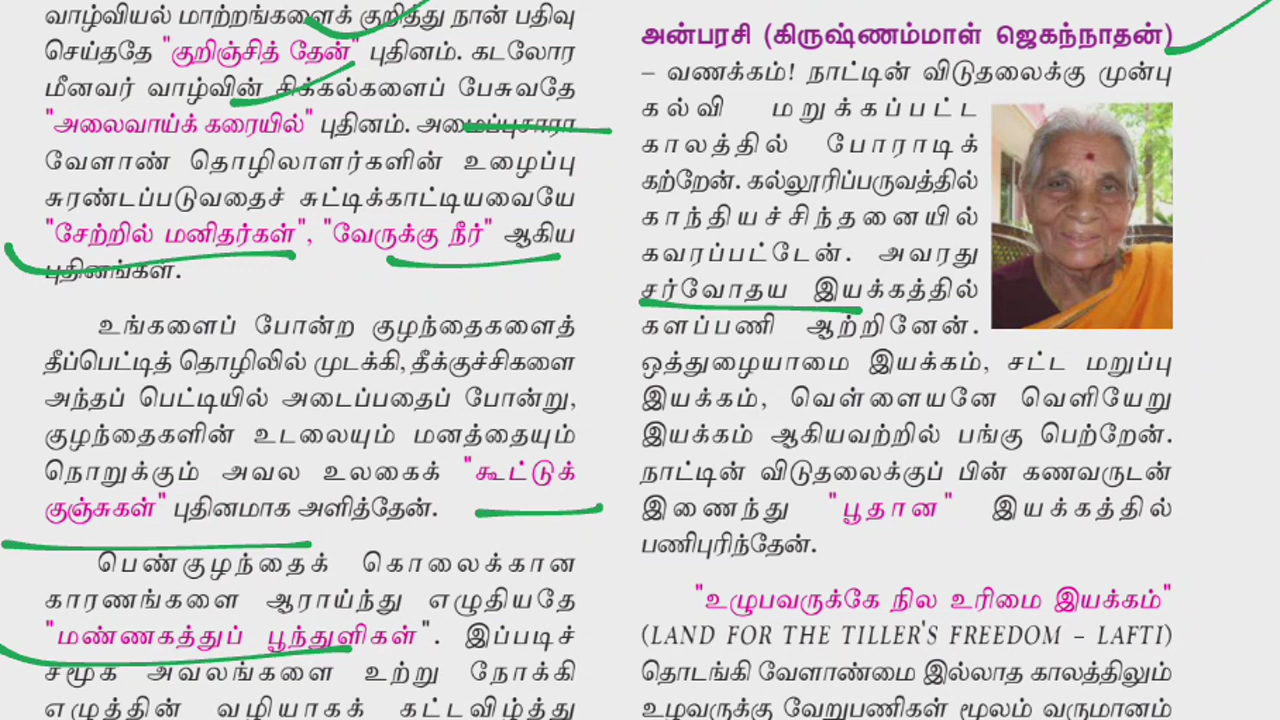 வாழ்வியல் மாற்றங்களைக் குறித்து நான் பதிவு
செய்ததே "குறிஞ்சித் தேன்" புதினம். கடலோர
மீனவர் வாழ்வின் சிக்கல்களைப் பேசுவதே
"அலைவாய்க் கரையில்" புதினம். அமைப்புசாரா
வேளாண் தொழிலாளர்களின் உழைப்பு
சுரண்டப்படுவதைச் சுட்டிக்காட்டியவையே
"சேற்றில் மனிதர்கள்", "வேருக்கு நீர்" ஆகிய
புதினங்கள்.
உங்களைப் போன்ற குழந்தைகளைத்
தீப்பெட்டித் தொழிலில் முடக்கி, தீக்குச்சிகளை
அந்தப் பெட்டியில் அடைப்பதைப் போன்று,
குழந்தைகளின் உடலையும் மனத்தையும்
நொறுக்கும் அவல உலகைக் "கூட்டுக்
குஞ்சுகள்" புதினமாக அளித்தேன்.
பெண்குழந்தைக் கொலைக்கான
காரணங்களை ஆராய்ந்து எழுதியதே
"மண்ணகத்துப் பூந்துளிகள்". இப்படிச்
சமூக அவலங்களை உற்று நோக்கி
எழுத்தின் வழியாகக் கட்டவிழ்த்து
அன்பரசி (கிருஷ்ணம்மாள் ஜெகந்நாதன்)
– வணக்கம்! நாட்டின் விடுதலைக்கு முன்பு
கல்வி மறுக்கப்பட்ட
காலத்தில் போராடிக்
கற்றேன். கல்லூரிப்பருவத்தில்
காந்தியச்சிந்தனையில்
கவரப்பட்டேன். அவரது
சர்வோதய இயக்கத்தில்
களப்பணி ஆற்றினேன்.
ஒத்துழையாமை இயக்கம், சட்ட மறுப்பு
இயக்கம், வெள்ளையனே வெளியேறு
இயக்கம் ஆகியவற்றில் பங்கு பெற்றேன்.
நாட்டின் விடுதலைக்குப் பின் கணவருடன்
இணைந்து "பூதான" இயக்கத்தில்
பணிபுரிந்தேன்.
"உழுபவருக்கே நில உரிமை இயக்கம்"
(LAND FOR THE TILLER'S FREEDOM – LAFTI)
தொடங்கி வேளாண்மை இல்லாத காலத்திலும்
உழவருக்கு வேறுபணிகள் மூலம் வருமானம்